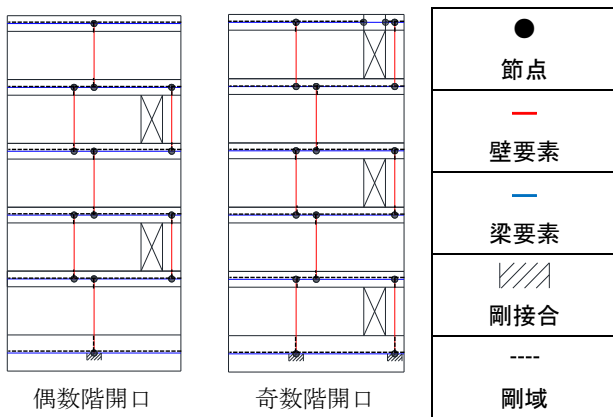 節点
壁要素
梁要素
剛接合
剛域
偶数階開口
奇数階開口